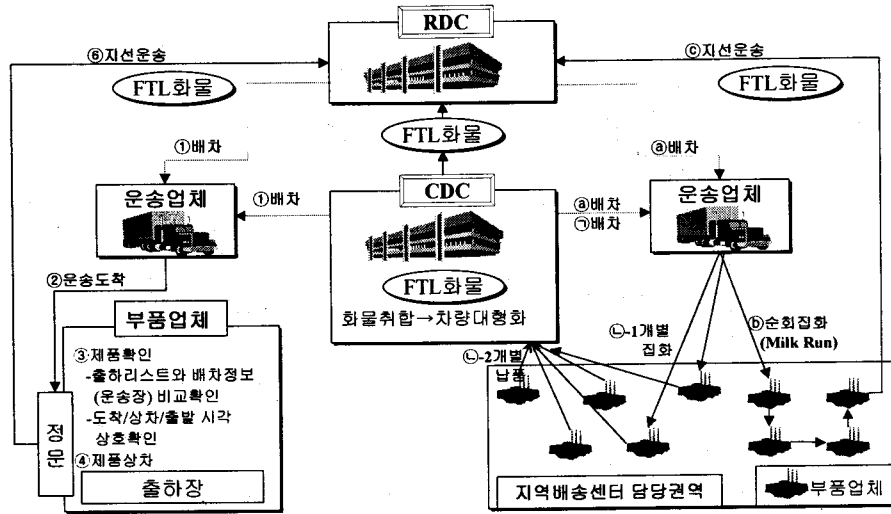 RDC
⑥지선운송
ⓒ지선운송
FTL화물
FTL화물
FTL화물
①배차
ⓐ배차
운송업체
CDC
운송업체
①배차
ⓐ배차
㉠배차
FTL화물
②운송도착
화물취합→차량대형화
부품업체
㉡-1개별
집화
ⓑ순회집화
(Milk Run)
㉡-2개별
납품
③제품확인
-출하리스트와 배차정보
(운송장) 비교확인
-도착/상차/출발 시각
상호확인
④제품상차
정문
출하장
지역배송센터 담당권역
부품업체